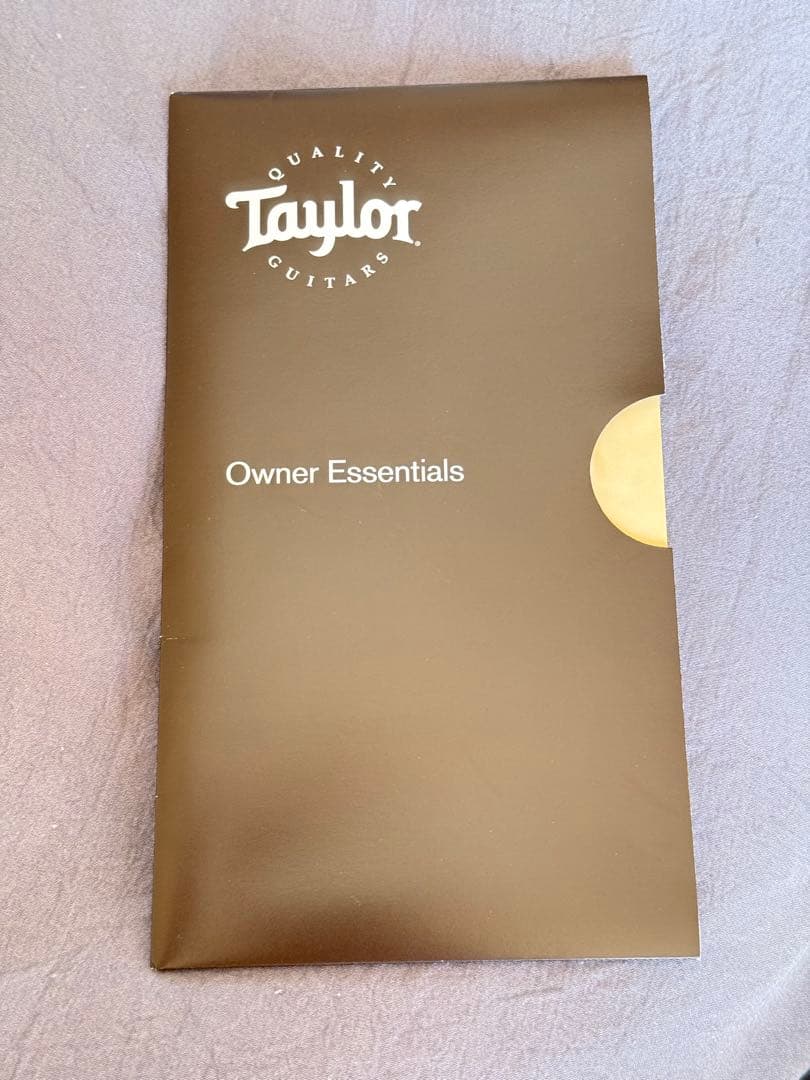 QUALITY
Taylor
GUITARS
Owner Essentials